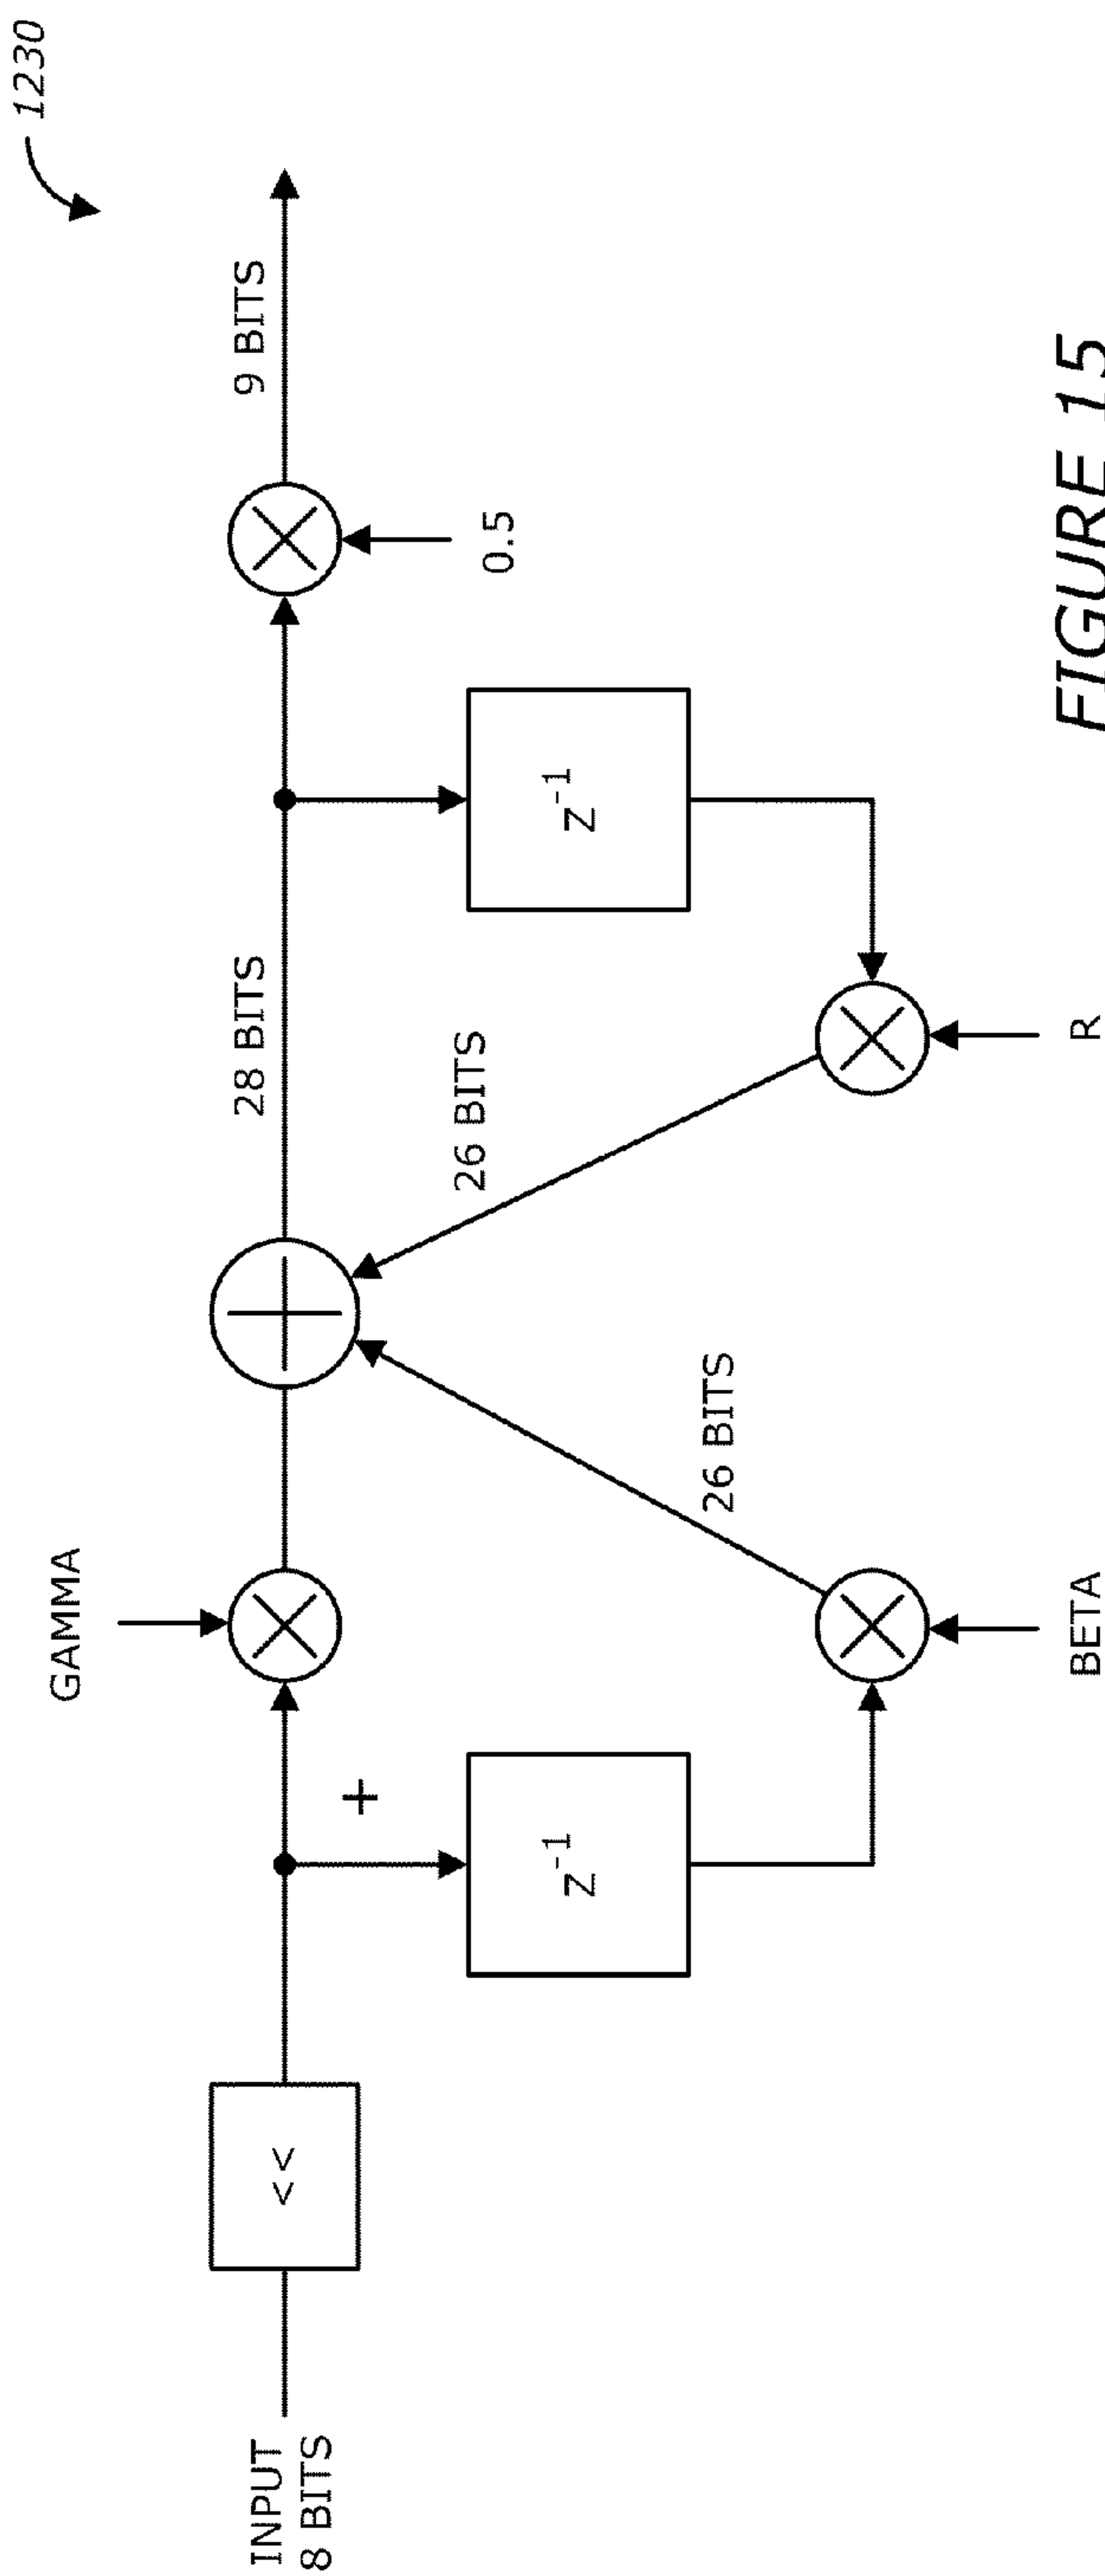 1230
INPUT
8 BITS
<<
+
Z-1
GAMMA
BETA
26 BITS
28 BITS
26 BITS
Z-1
R
0.5
9 BITS
FIGURE 15